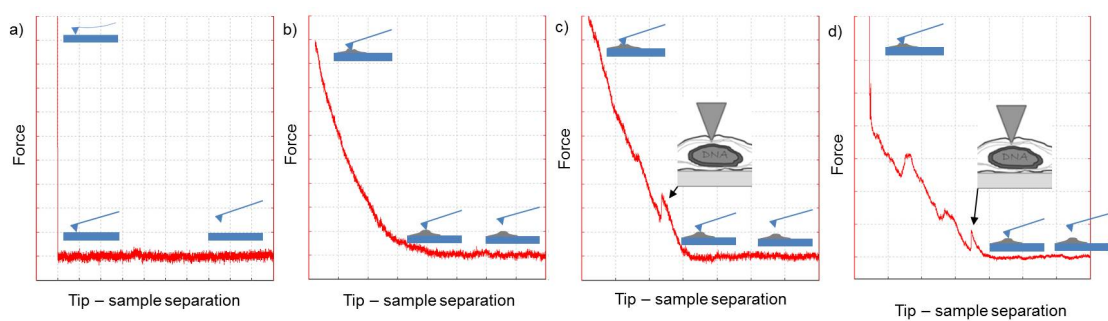 a)
Force
Tip – sample separation
b)
Force
Tip – sample separation
c)
Force
DNA
Tip – sample separation
d)
Force
DNA
Tip – sample separation